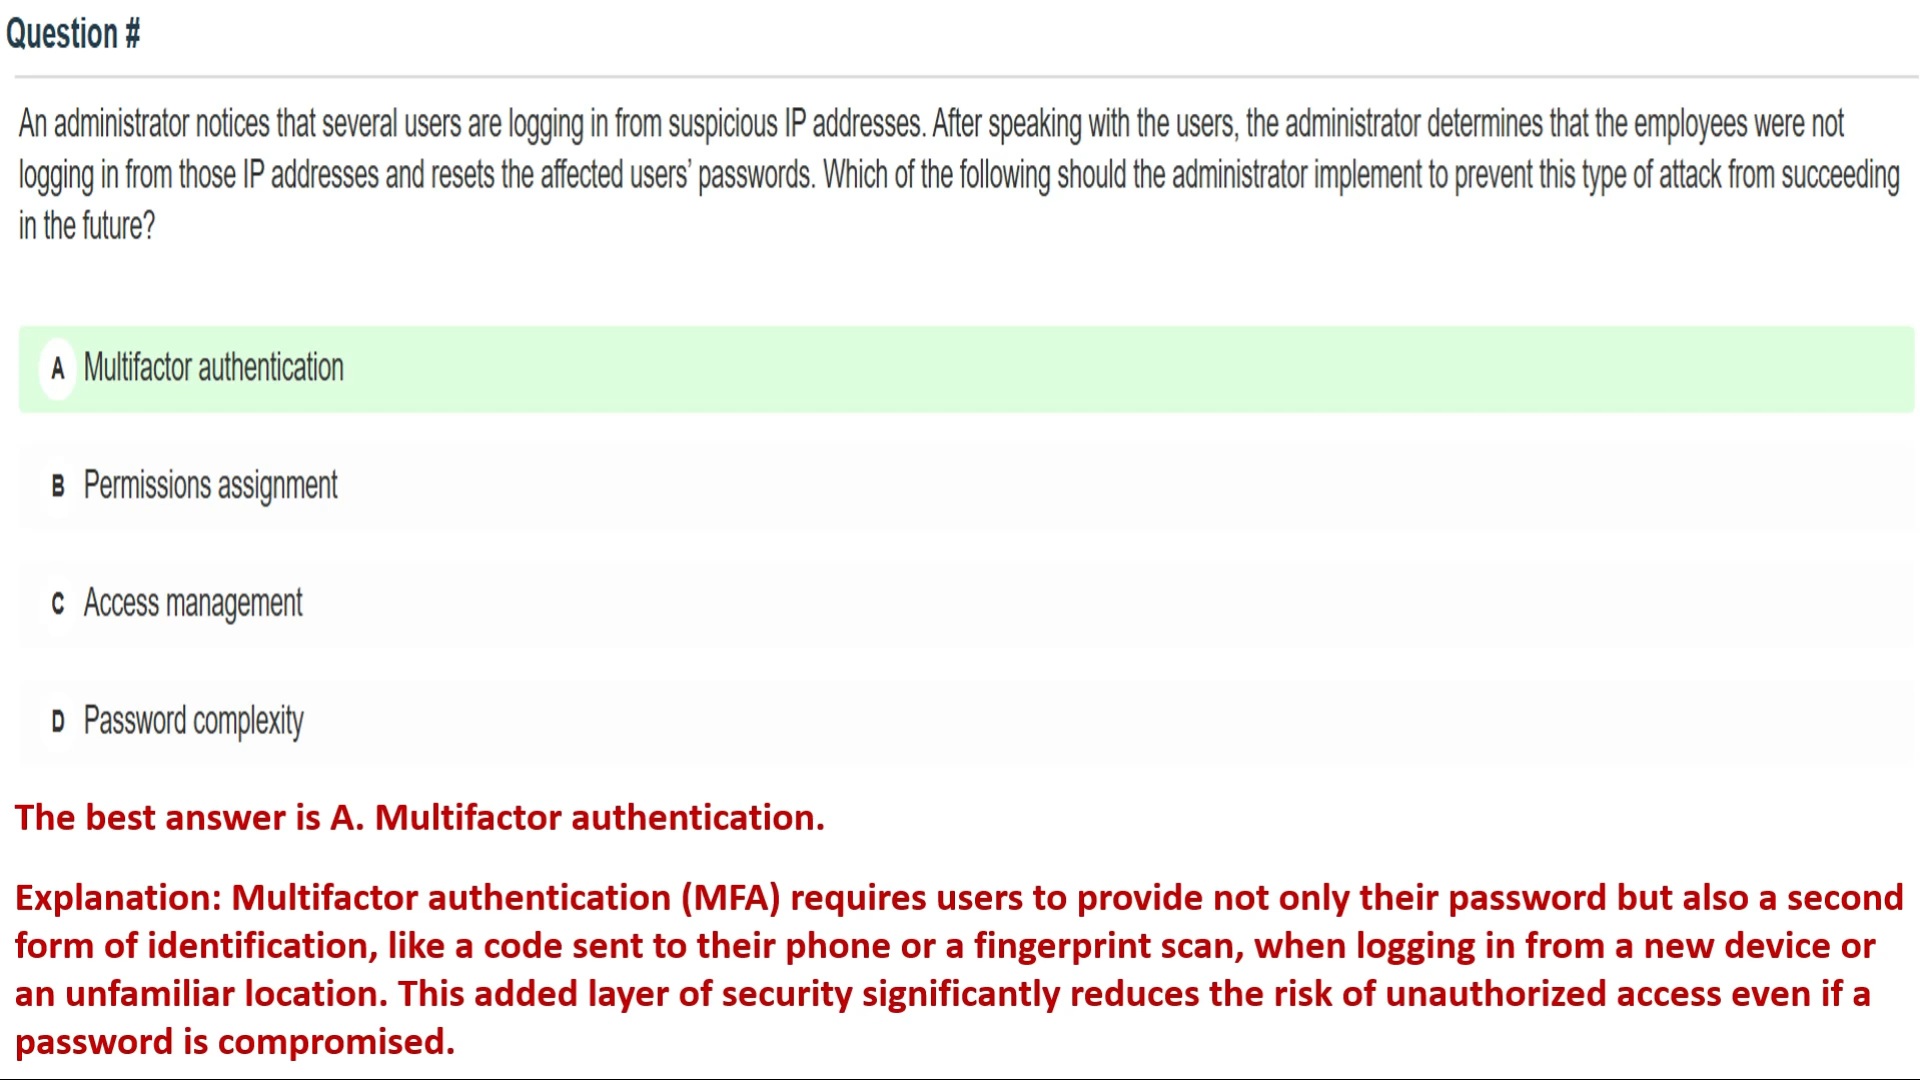 Question #
An administrator notices that several users are logging in from suspicious IP addresses. After speaking with the users, the administrator determines that the employees were not
logging in from those IP addresses and resets the affected users’ passwords. Which of the following should the administrator implement to prevent this type of attack from succeeding
in the future?
A Multifactor authentication
B Permissions assignment
C Access management
D Password complexity
The best answer is A. Multifactor authentication.
Explanation: Multifactor authentication (MFA) requires users to provide not only their password but also a second
form of identification, like a code sent to their phone or a fingerprint scan, when logging in from a new device or
an unfamiliar location. This added layer of security significantly reduces the risk of unauthorized access even if a
password is compromised.